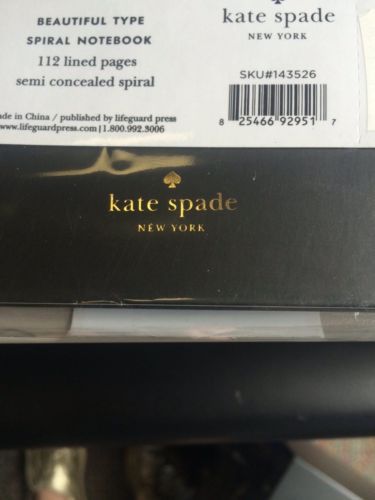 BEAUTIFUL TYPE
SPIRAL NOTEBOOK
112 lined pages
semi concealed spiral
in China / published by lifeguard press
www.lifeguardpress.com | 1.800.992.3006
kate spade
NEW YORK
SKU#143526
8 25466 92951 7
kate spade
NEW YORK